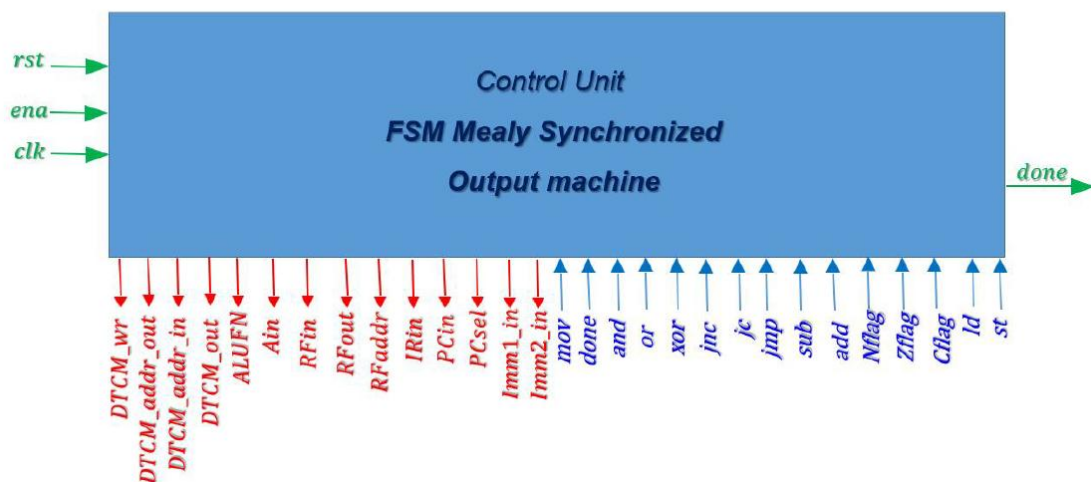 rst
ena
clk
Control Unit
FSM Mealy Synchronized
Output machine
done
DTCM_wr
DTCM_addr_out
DTCM_addr_in
DTCM_out
ALUFN
Ain
RFin
RFout
RFaddr
IRin
PCin
PCsel
Imm1_in
Imm2_in
mov
done
and
or
xor
jnc
jc
jmp
sub
add
Nflag
Zflag
Cflag
ld
st